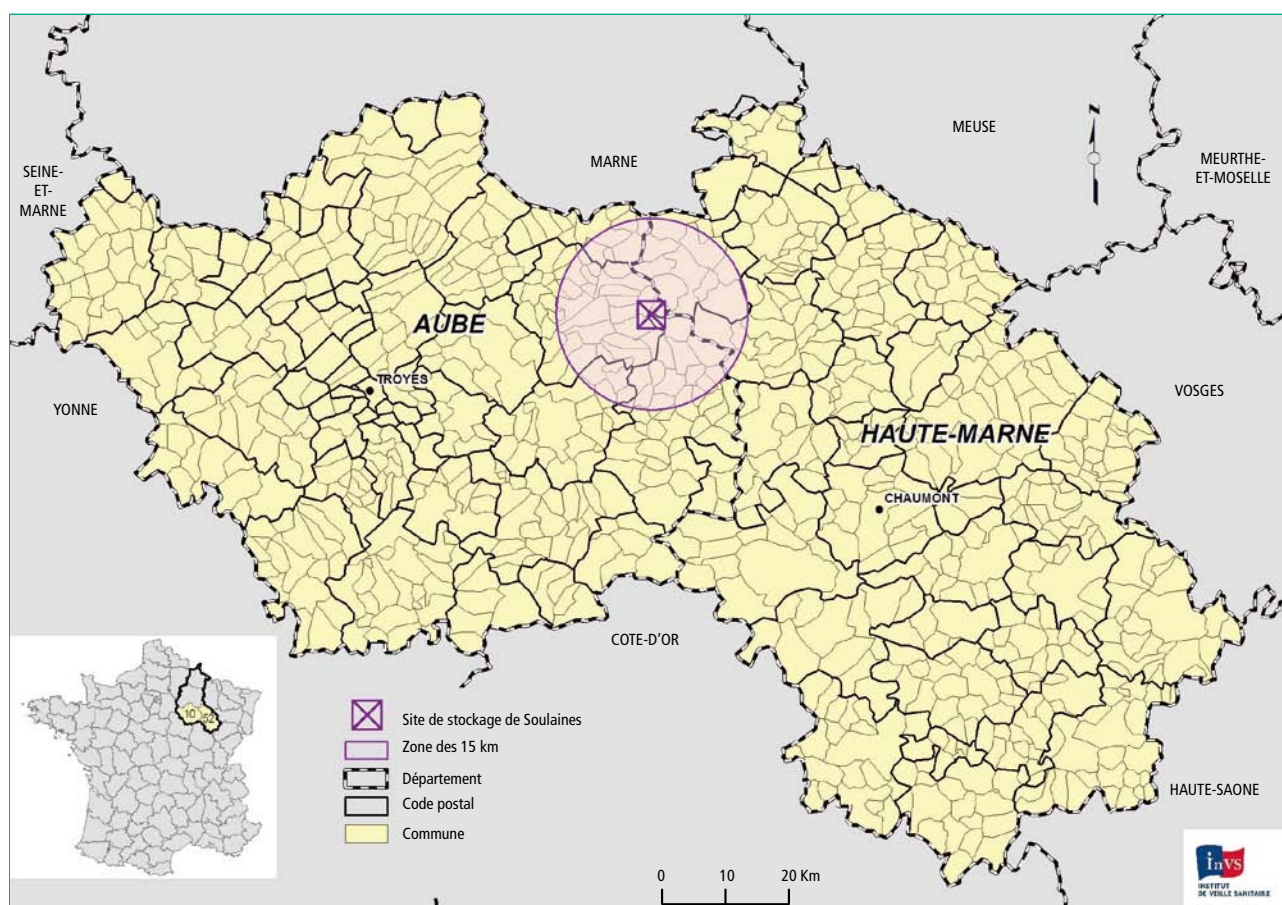 MEUSE
MARNE
MEURTHE-
ET-MOSELLE
SEINE-
ET-
MARNE
N
AUBE
TROYES
YONNE
VOSGES
HAUTE-MARNE
CHAUMONT
COTE-D'OR
10
52
Site de stockage de Soulaines
Zone des 15 km
Département
Code postal
Commune
HAUTE-SAONE
0 10 20 Km
InVS
INSTITUT
DE VEILLE SANITAIRE